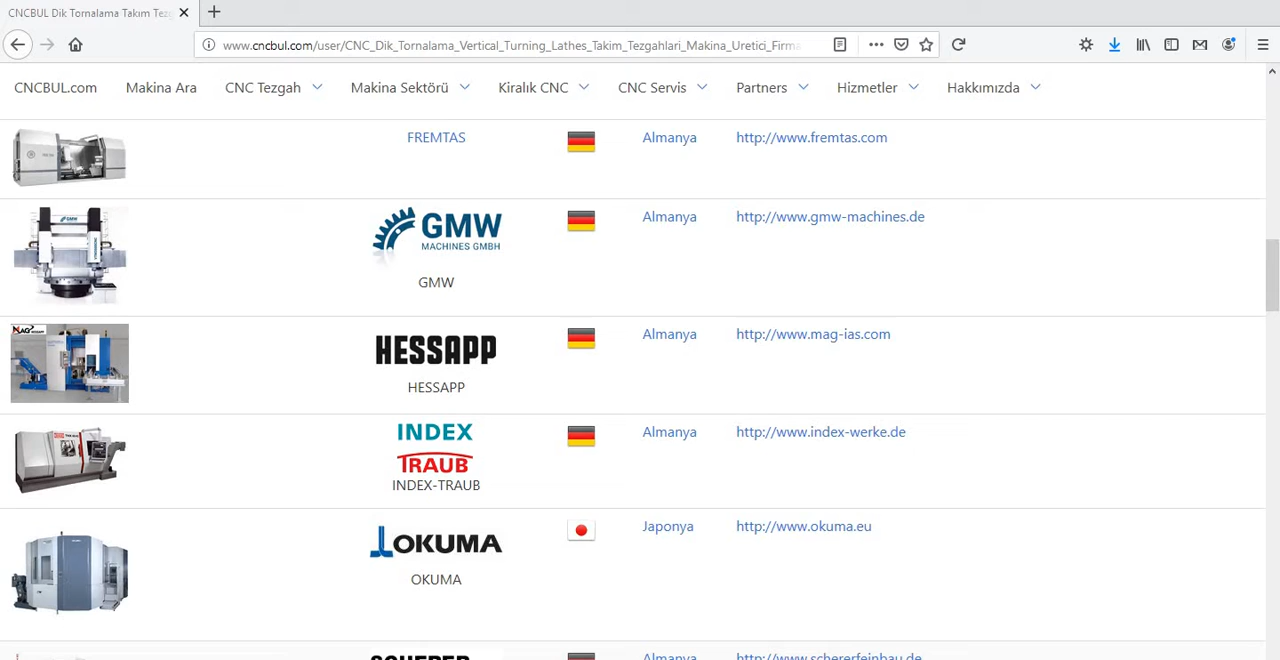 CNCBUL Dik Tornalama Takım Tezg
www.cncbul.com/user/CNC_Dik_Tornalama_Vertical_Turning_Lathes_Takim_Tezgahlari_Makina_Uretici_Firma
CNCBUL.com Makina Ara CNC Tezgah Makina Sektörü Kiralık CNC CNC Servis Partners Hizmetler Hakkımızda
FREMTAS Almanya http://www.fremtas.com
GMW
MACHINES GMBH
GMW
Almanya http://www.gmw-machines.de
HESSAPP
HESSAPP
Almanya http://www.mag-ias.com
INDEX
TRAUB
INDEX-TRAUB
Almanya http://www.index-werke.de
OKUMA
OKUMA
Japonya http://www.okuma.eu
Almanya http://www.schererfeinbau.de